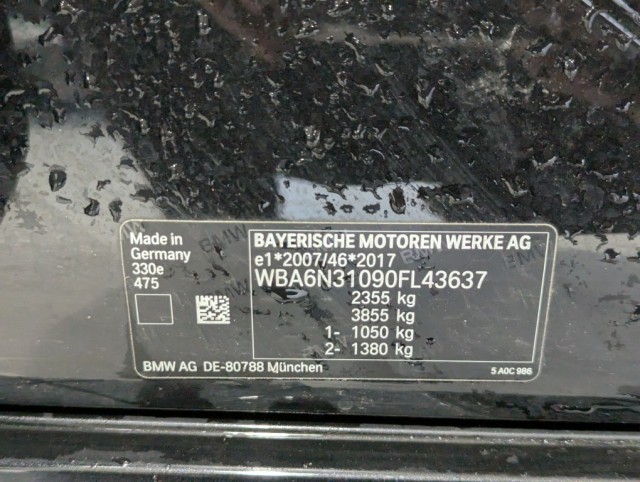 Made in
Germany
330e
475
BMW AG DE-80788 München
BAYERISCHE MOTOREN WERKE AG
e1*2007/46*2017
WBA6N31090FL43637
2355 kg
3855 kg
1- 1050 kg
2- 1380 kg
5 A0C 986